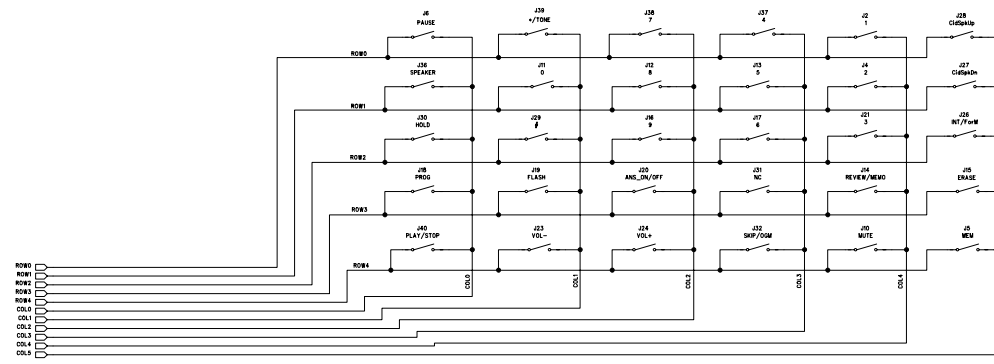 J6 J39 J38 J37 J2 J28
PAUSE */TONE 7 4 1 CidSpkUp
ROW0
J36 J11 J12 J13 J4 J27
SPEAKER 0 8 5 2 CidSpkDn
ROW1
J30 J29 J16 J17 J21 J26
HOLD # 9 6 3 INT/ForM
ROW2
J18 J19 J20 J31 J14 J15
PROG FLASH ANS_ON/OFF NC REVIEW/MEMO ERASE
ROW3
J40 J23 J24 J32 J10 J5
PLAY/STOP VOL- VOL+ SKIP/OGM MUTE MEM
ROW4
COL0 COL1 COL2 COL3 COL4
ROW0
ROW1
ROW2
ROW3
ROW4
COL0
COL1
COL2
COL3
COL4
COL5